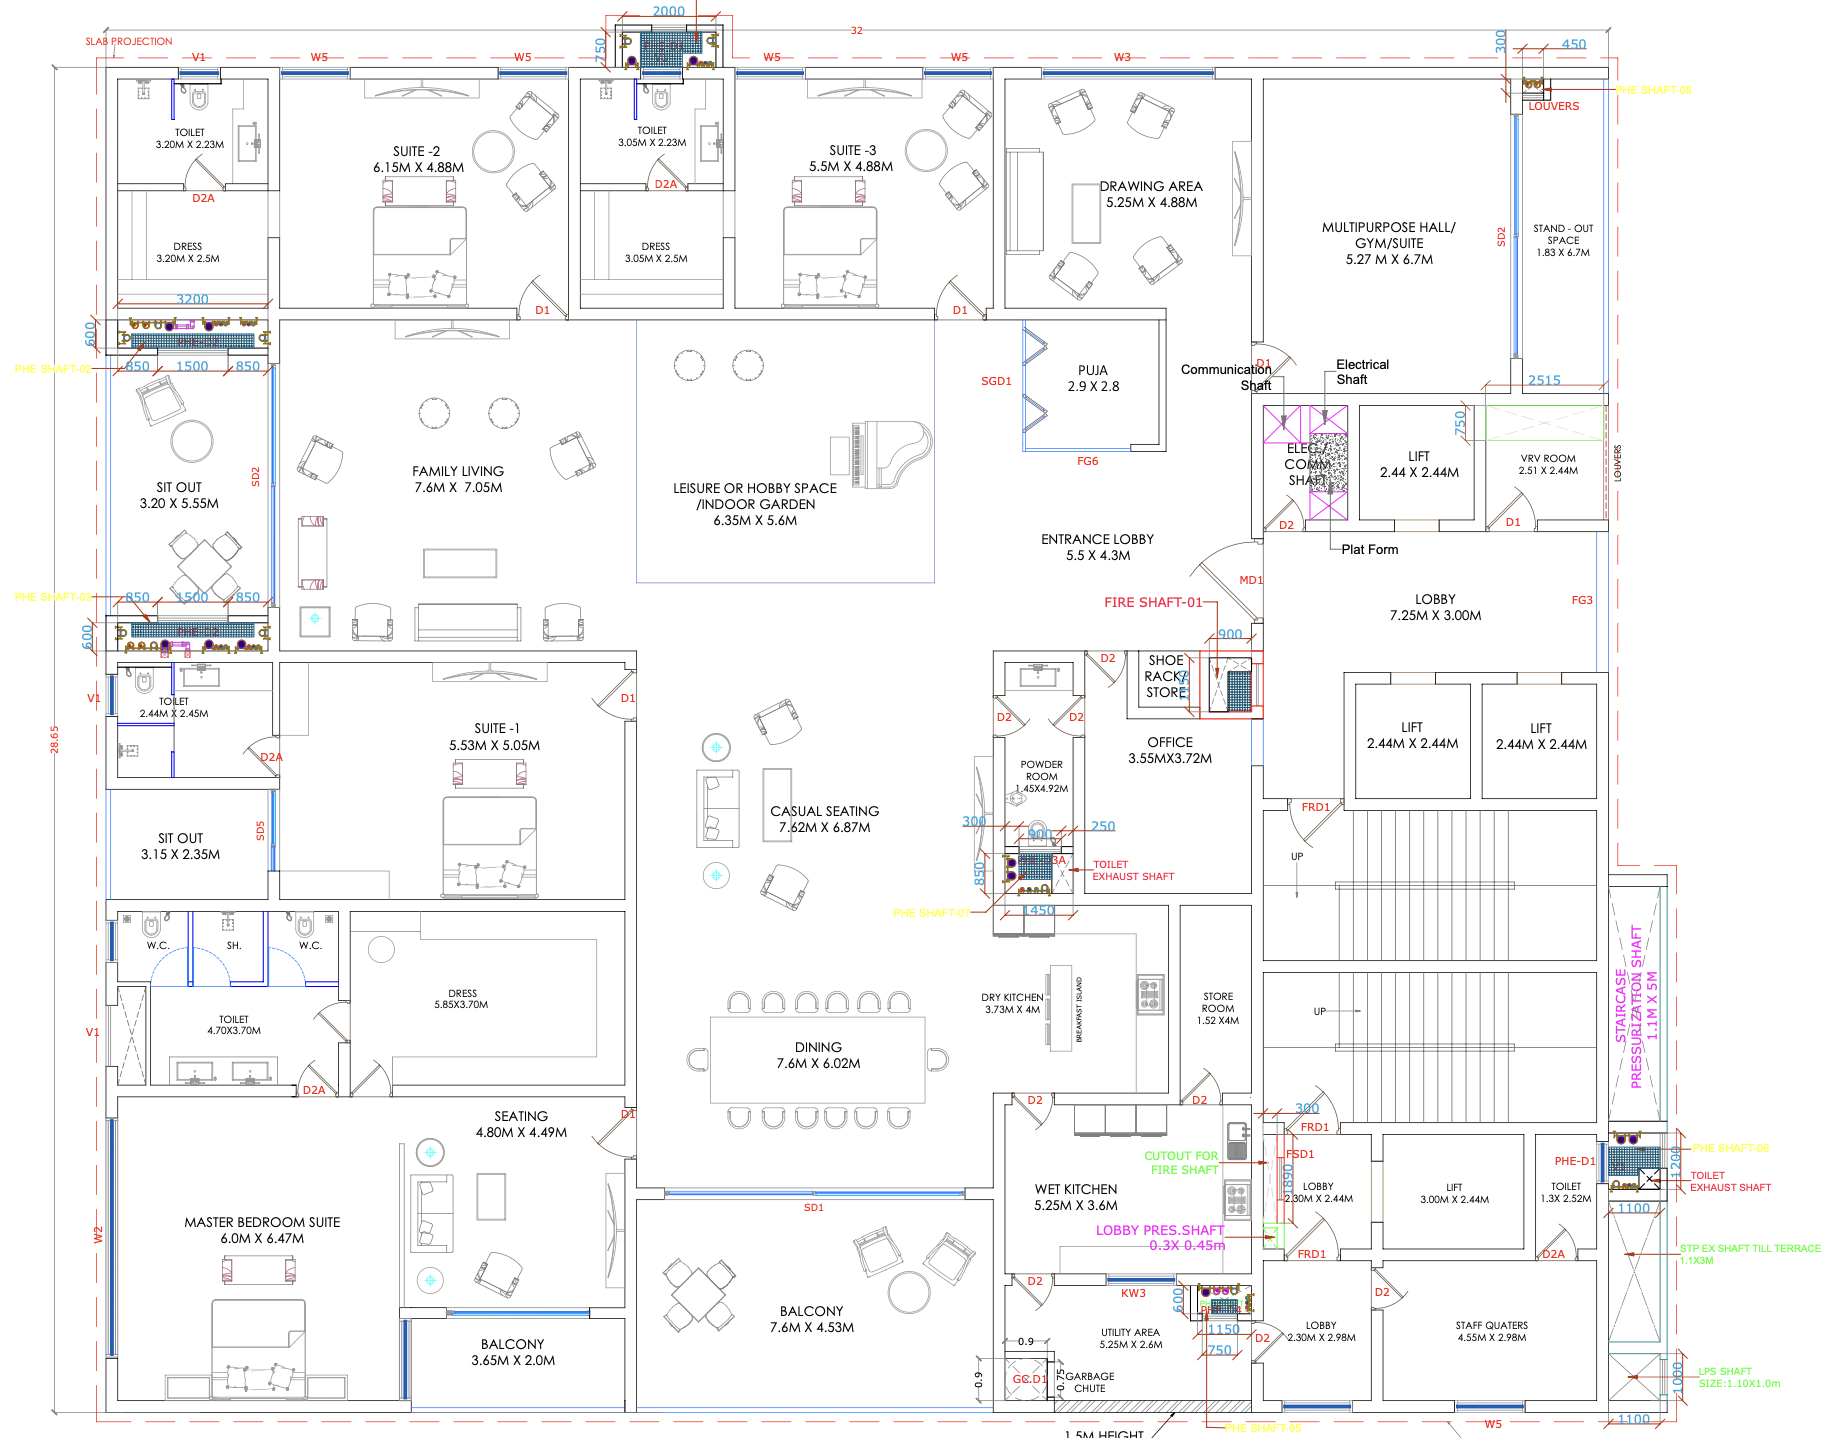 2000
32
SLAB PROJECTION
V1
W5
W5
750
W5
W5
W3
300
450
PHE SHAFT-08
LOUVERS
TOILET
3.20M X 2.23M
D2A
SUITE -2
6.15M X 4.88M
TOILET
3.05M X 2.23M
D2A
SUITE -3
5.5M X 4.88M
DRAWING AREA
5.25M X 4.88M
MULTIPURPOSE HALL/
GYM/SUITE
5.27 M X 6.7M
SD2
STAND - OUT
SPACE
1.83 X 6.7M
DRESS
3.20M X 2.5M
DRESS
3.05M X 2.5M
3200
D1
D1
600
PHE SHAFT-02
850
1500
850
SGD1
PUJA
2.9 X 2.8
FG6
Communication
Shaft
D1
Electrical
Shaft
2515
750
SIT OUT
3.20 X 5.55M
SD2
FAMILY LIVING
7.6M X 7.05M
LEISURE OR HOBBY SPACE
/INDOOR GARDEN
6.35M X 5.6M
ELEC./
COMM
SHAFT
LIFT
2.44 X 2.44M
VRV ROOM
2.51 X 2.44M
LOUVERS
D2
D1
Plat Form
ENTRANCE LOBBY
5.5 X 4.3M
MD1
PHE SHAFT-03
850
1500
850
600
FIRE SHAFT-01
900
1150
LOBBY
7.25M X 3.00M
FG3
28.65
V1
TOILET
2.44M X 2.45M
D2A
SUITE -1
5.53M X 5.05M
D1
D2
SHOE
RACK/
STORE
D2
D2
OFFICE
3.55MX3.72M
POWDER
ROOM
1.45X4.92M
LIFT
2.44M X 2.44M
LIFT
2.44M X 2.44M
FRD1
SIT OUT
3.15 X 2.35M
SD5
CASUAL SEATING
7.62M X 6.87M
300
900
250
850
TOILET
EXHAUST SHAFT
PHE SHAFT-07
1450
UP
W.C.
SH.
W.C.
DRESS
5.85X3.70M
TOILET
4.70X3.70M
V1
D2A
DRY KITCHEN
3.73M X 4M
BREAKFAST ISLAND
STORE
ROOM
1.52 X4M
UP
STAIRCASE
PRESSURIZATION SHAFT
1.1M X 5M
DINING
7.6M X 6.02M
D2
D2
300
FRD1
SEATING
4.80M X 4.49M
D1
CUTOUT FOR
FIRE SHAFT
FSD1
1890
PHE-D1
PHE SHAFT-06
1200
TOILET
EXHAUST SHAFT
1100
WET KITCHEN
5.25M X 3.6M
LOBBY
2.30M X 2.44M
LIFT
3.00M X 2.44M
TOILET
1.3X 2.52M
MASTER BEDROOM SUITE
6.0M X 6.47M
W2
SD1
LOBBY PRES.SHAFT
0.3X 0.45m
FRD1
D2A
STP EX SHAFT TILL TERRACE
1.1X3M
D2
KW3
600
D2
BALCONY
3.65M X 2.0M
BALCONY
7.6M X 4.53M
UTILITY AREA
5.25M X 2.6M
1150
750
D2
LOBBY
2.30M X 2.98M
STAFF QUATERS
4.55M X 2.98M
0.9
0.9
GC.D1
0.75
GARBAGE
CHUTE
LPS SHAFT
SIZE:1.10X1.0m
1000
1100
W5
PHE SHAFT-05
1.5M HEIGHT